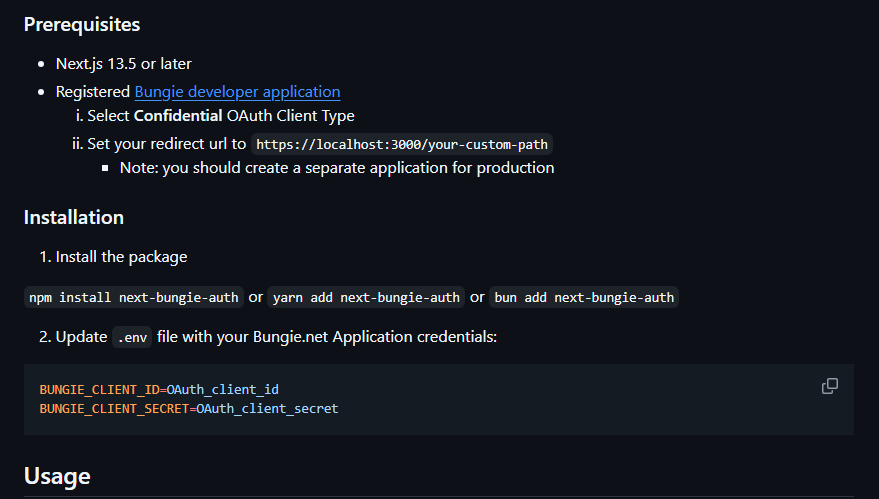 Prerequisites
• Next.js 13.5 or later
• Registered Bungie developer application
i. Select Confidential OAuth Client Type
ii. Set your redirect url to https://localhost:3000/your-custom-path
▪ Note: you should create a separate application for production
Installation
1. Install the package
npm install next-bungie-auth or yarn add next-bungie-auth or bun add next-bungie-auth
2. Update .env file with your Bungie.net Application credentials:
BUNGIE_CLIENT_ID=OAuth_client_id
BUNGIE_CLIENT_SECRET=OAuth_client_secret
Usage